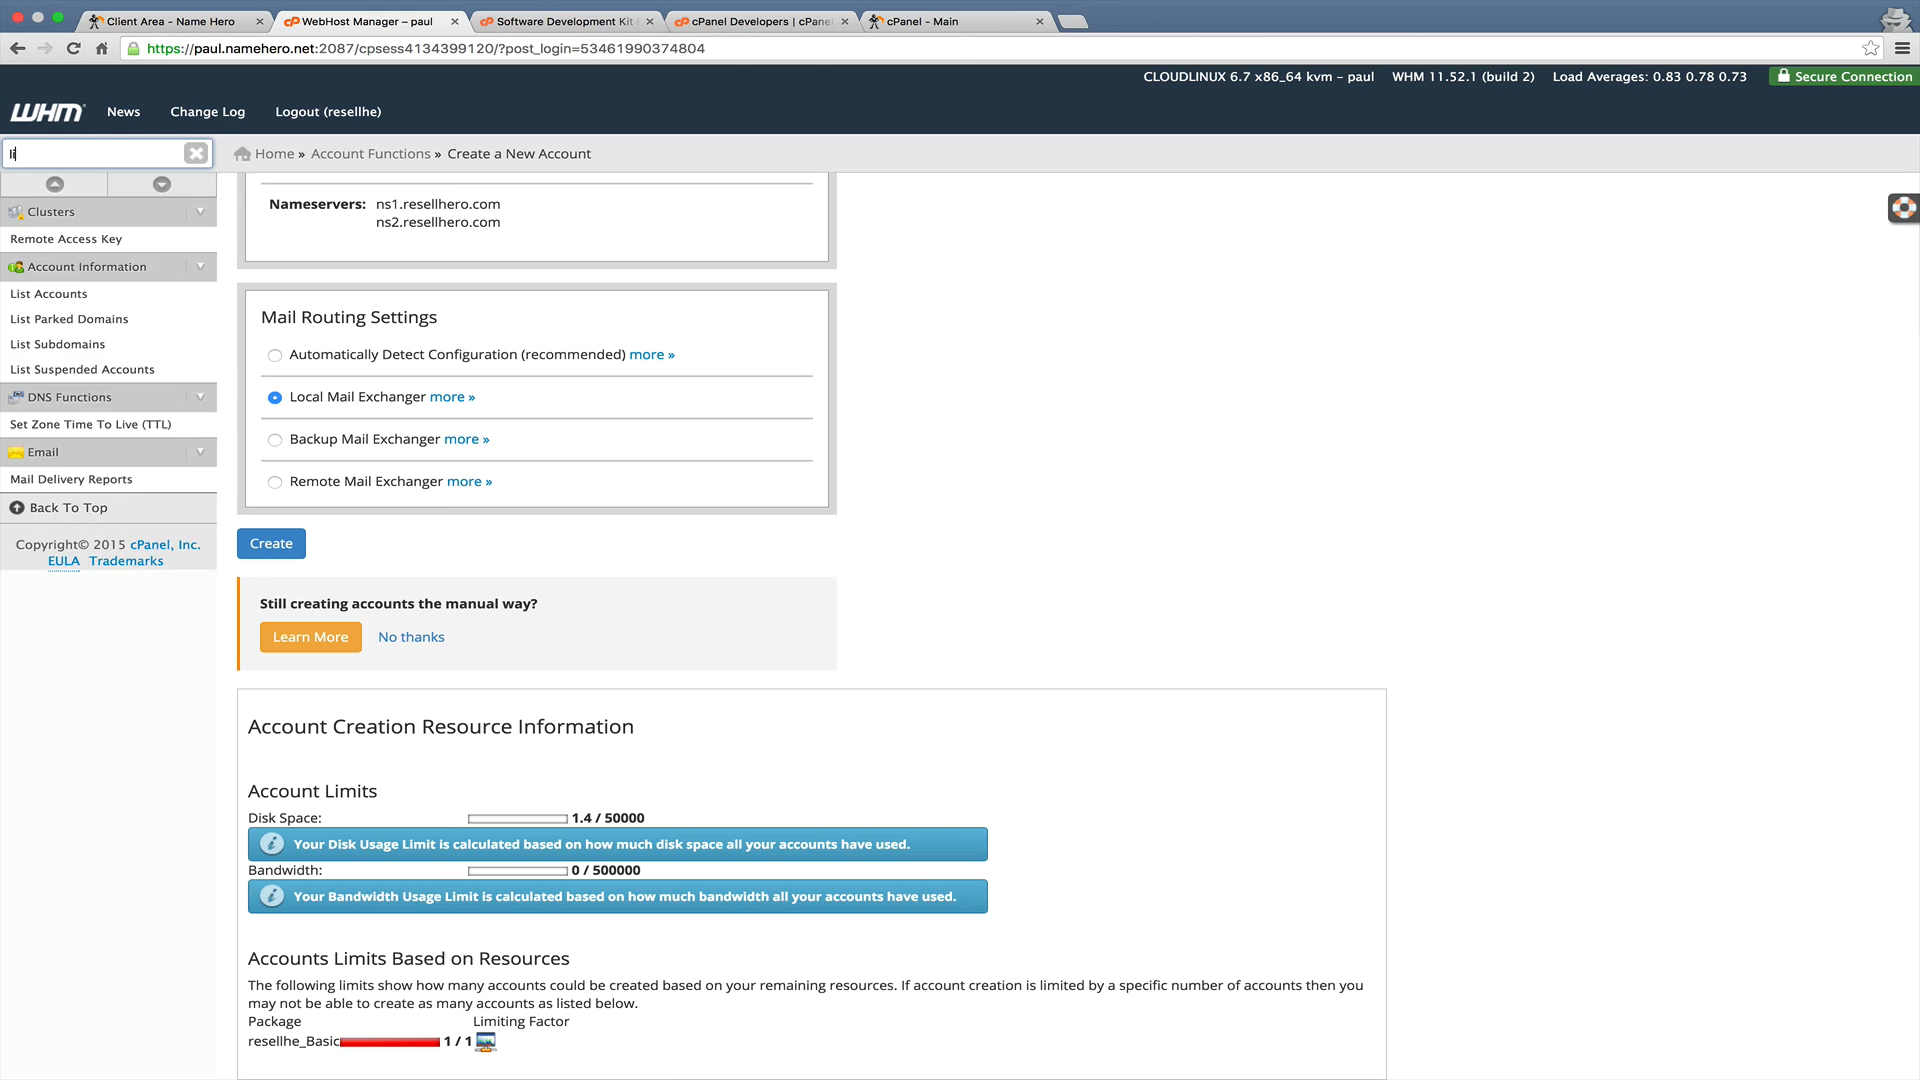 Client Area - Name Hero
WebHost Manager – paul
Software Development Kit
cPanel Developers | cPanel
cPanel - Main
https://paul.namehero.net:2087/cpsess4134399120/?post_login=53461990374804
CLOUDLINUX 6.7 x86_64 kvm – paul WHM 11.52.1 (build 2) Load Averages: 0.83 0.78 0.73 Secure Connection
WHM News Change Log Logout (resellhe)
li
Home » Account Functions » Create a New Account
Clusters
Remote Access Key
Account Information
List Accounts
List Parked Domains
List Subdomains
List Suspended Accounts
DNS Functions
Set Zone Time To Live (TTL)
Email
Mail Delivery Reports
Back To Top
Copyright© 2015 cPanel, Inc.
EULA Trademarks
Nameservers: ns1.resellhero.com
ns2.resellhero.com
Mail Routing Settings
Automatically Detect Configuration (recommended) more »
Local Mail Exchanger more »
Backup Mail Exchanger more »
Remote Mail Exchanger more »
Create
Still creating accounts the manual way?
Learn More No thanks
Account Creation Resource Information
Account Limits
Disk Space: 1.4 / 50000
Your Disk Usage Limit is calculated based on how much disk space all your accounts have used.
Bandwidth: 0 / 500000
Your Bandwidth Usage Limit is calculated based on how much bandwidth all your accounts have used.
Accounts Limits Based on Resources
The following limits show how many accounts could be created based on your remaining resources. If account creation is limited by a specific number of accounts then you
may not be able to create as many accounts as listed below.
Package Limiting Factor
resellhe_Basic 1 / 1